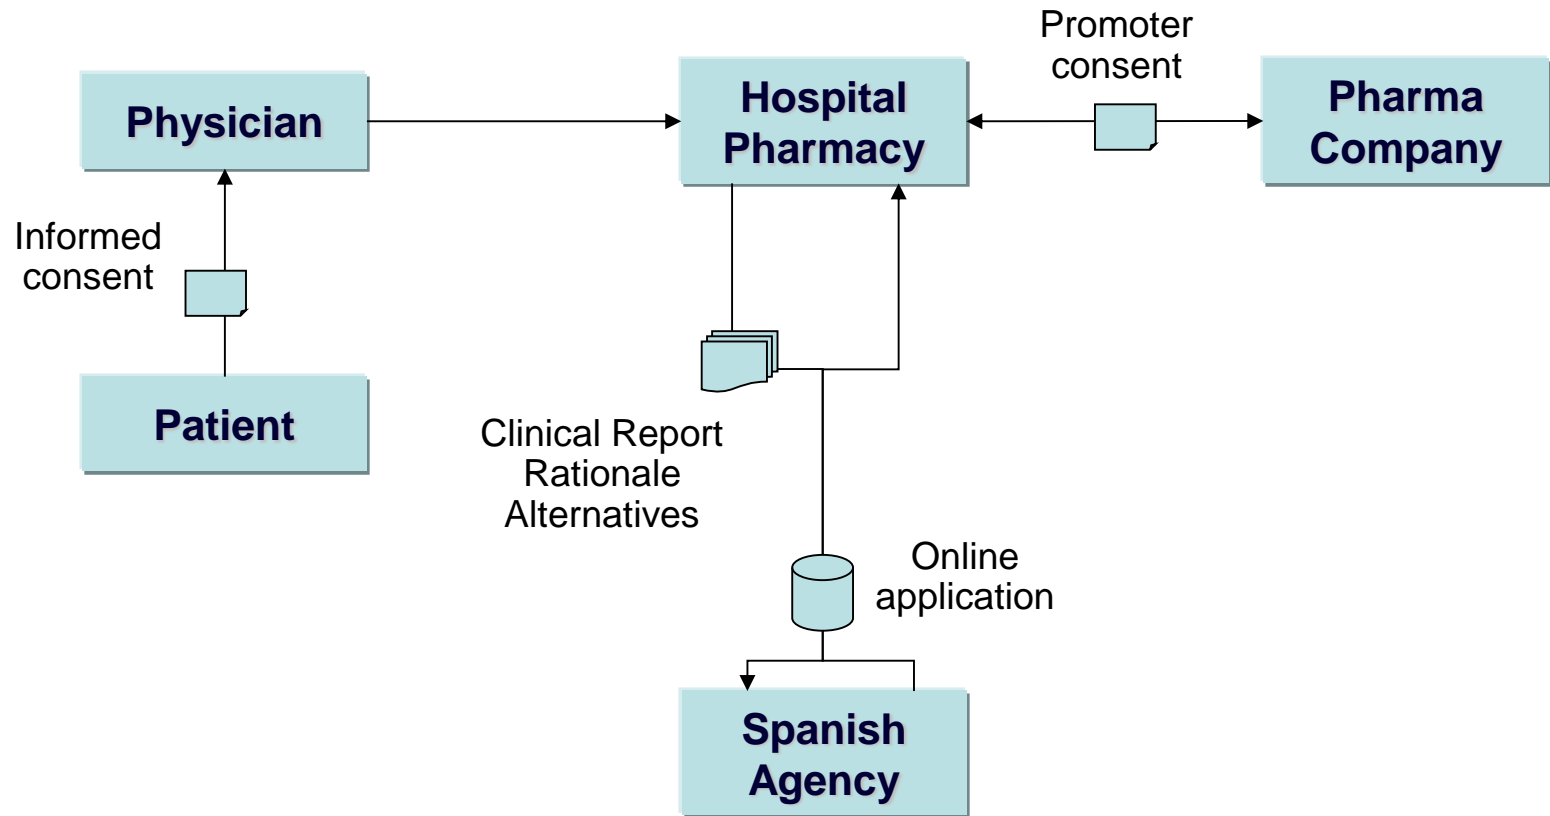 Promoter
consent
Physician
Hospital
Pharmacy
Pharma
Company
Informed
consent
Patient
Clinical Report
Rationale
Alternatives
Online
application
Spanish
Agency